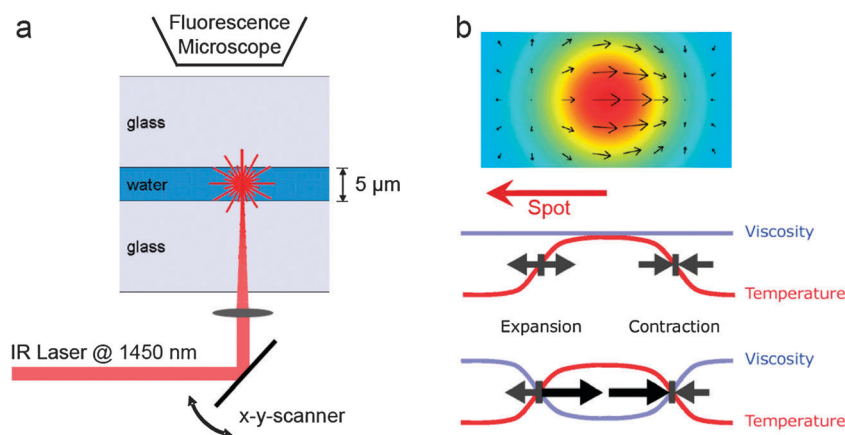 a
Fluorescence
Microscope
glass
water
5 µm
glass
IR Laser @ 1450 nm
x-y-scanner
b
Spot
Viscosity
Temperature
Expansion
Contraction
Viscosity
Temperature